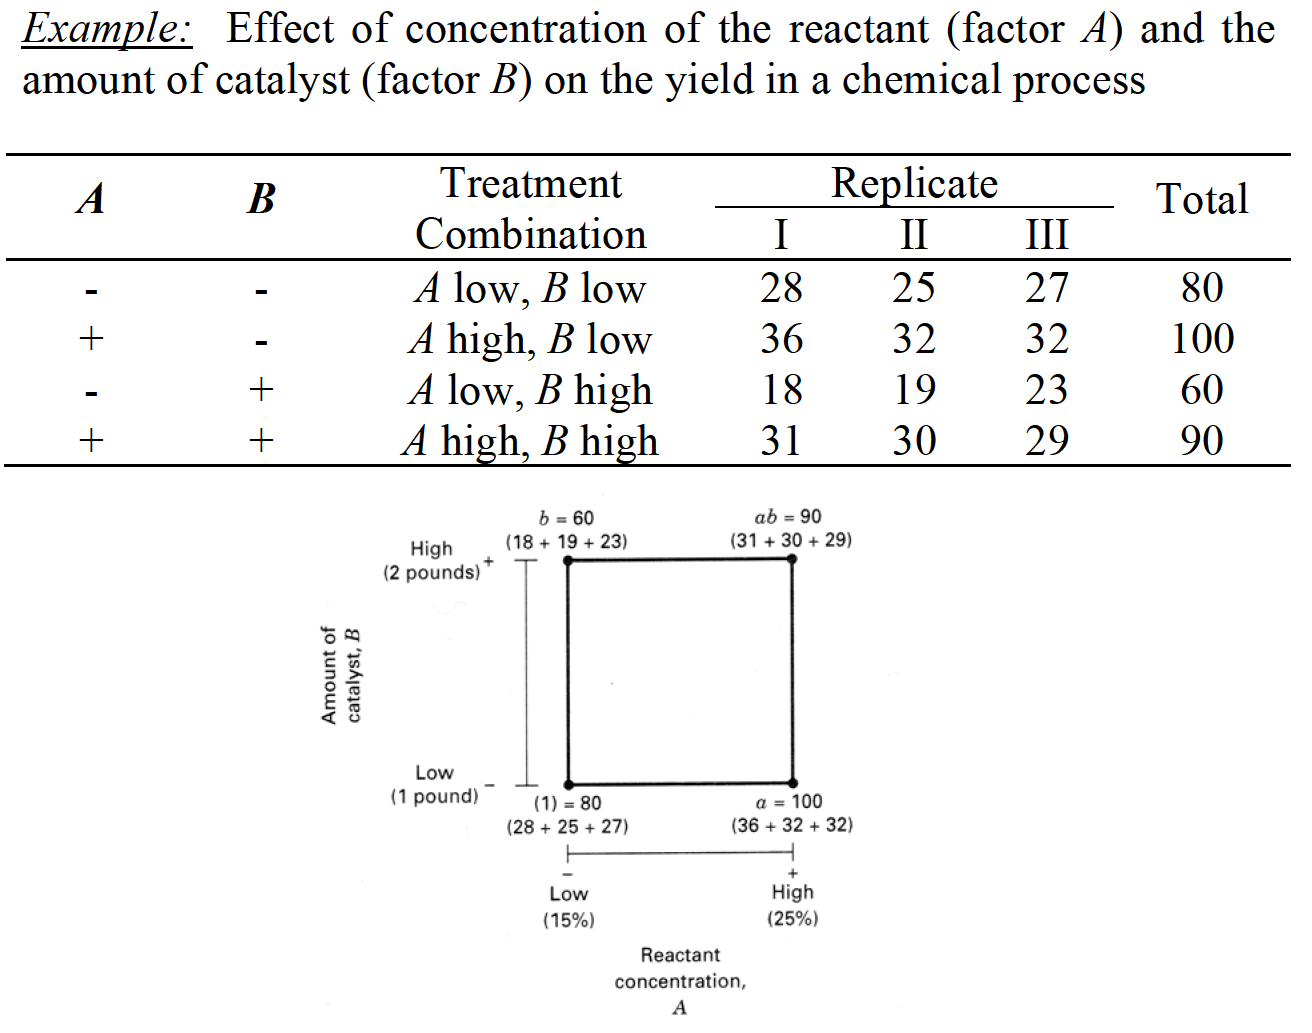 Example: Effect of concentration of the reactant (factor A) and the
amount of catalyst (factor B) on the yield in a chemical process
A B Treatment Combination Replicate Total
I II III
- - A low, B low 28 25 27 80
+ - A high, B low 36 32 32 100
- + A low, B high 18 19 23 60
+ + A high, B high 31 30 29 90
b = 60
(18 + 19 + 23)
ab = 90
(31 + 30 + 29)
High
(2 pounds) +
Amount of
catalyst, B
Low
(1 pound) −
(1) = 80
(28 + 25 + 27)
a = 100
(36 + 32 + 32)
−
Low
(15%)
+
High
(25%)
Reactant
concentration,
A